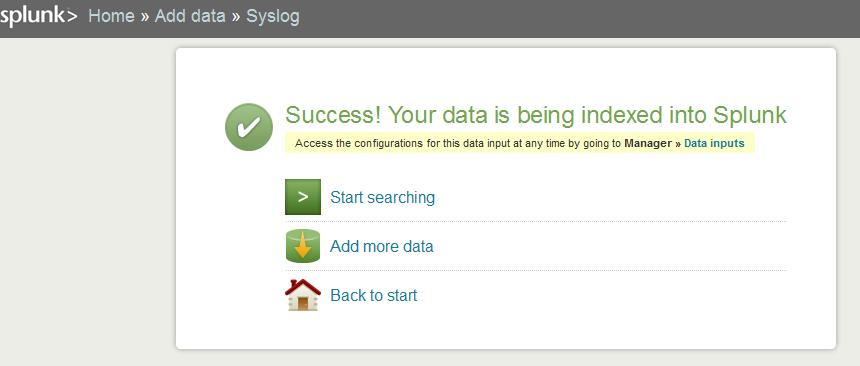 splunk> Home » Add data » Syslog
Success! Your data is being indexed into Splunk
Access the configurations for this data input at any time by going to Manager » Data inputs
> Start searching
Add more data
Back to start